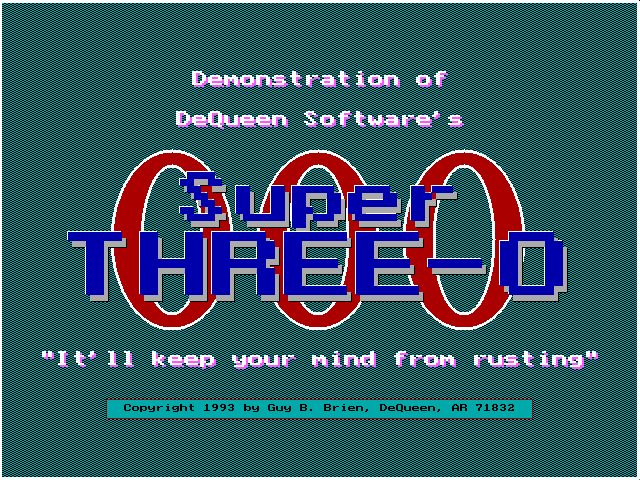 Demonstration of
DeQueen Software's
Super
THREE-O
"It'll keep your mind from rusting"
Copyright 1993 by Guy B. Brien, DeQueen, AR 71832